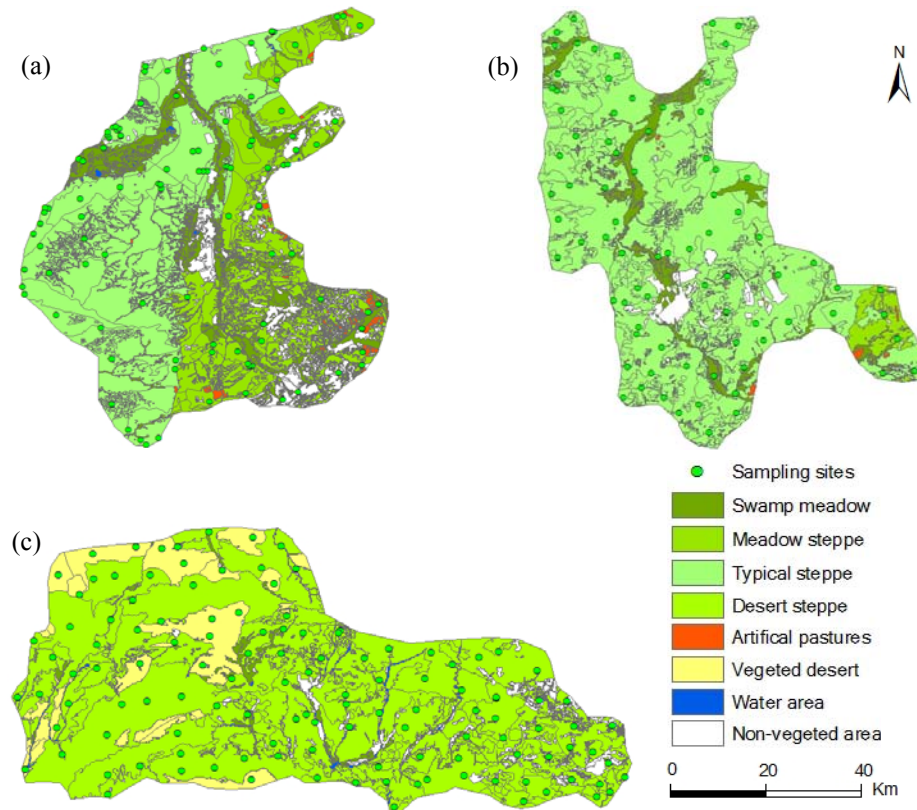 (a)
(b)
N
(c)
Sampling sites
Swamp meadow
Meadow steppe
Typical steppe
Desert steppe
Artifical pastures
Vegeted desert
Water area
Non-vegeted area
0 20 40
Km